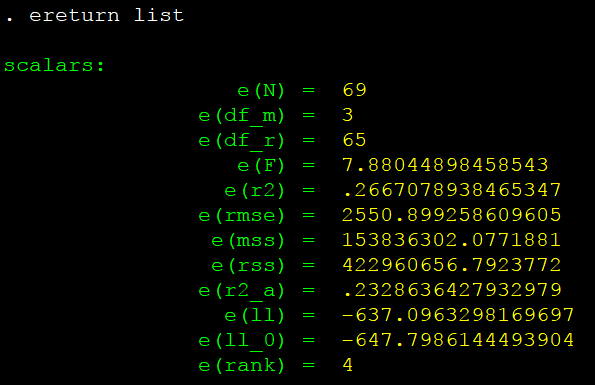 . ereturn list
scalars:
e(N) = 69
e(df_m) = 3
e(df_r) = 65
e(F) = 7.88044898458543
e(r2) = .2667078938465347
e(rmse) = 2550.899258609605
e(mss) = 153836302.0771881
e(rss) = 422960656.7923772
e(r2_a) = .2328636427932979
e(ll) = -637.0963298169697
e(ll_0) = -647.7986144493904
e(rank) = 4